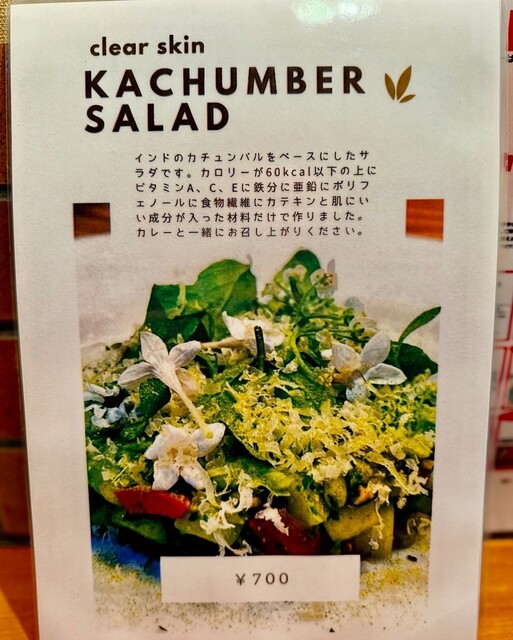 clear skin
KACHUMBER
SALAD
インドのカチュンバルをベースにしたサ
ラダです。カロリーが60kcal以下の上に
ビタミンA、C、Eに鉄分に亜鉛にポリフ
ェノールに食物繊維にカテキンと肌にい
い成分が入った材料だけで作りました。
カレーと一緒にお召し上がりください。
¥700